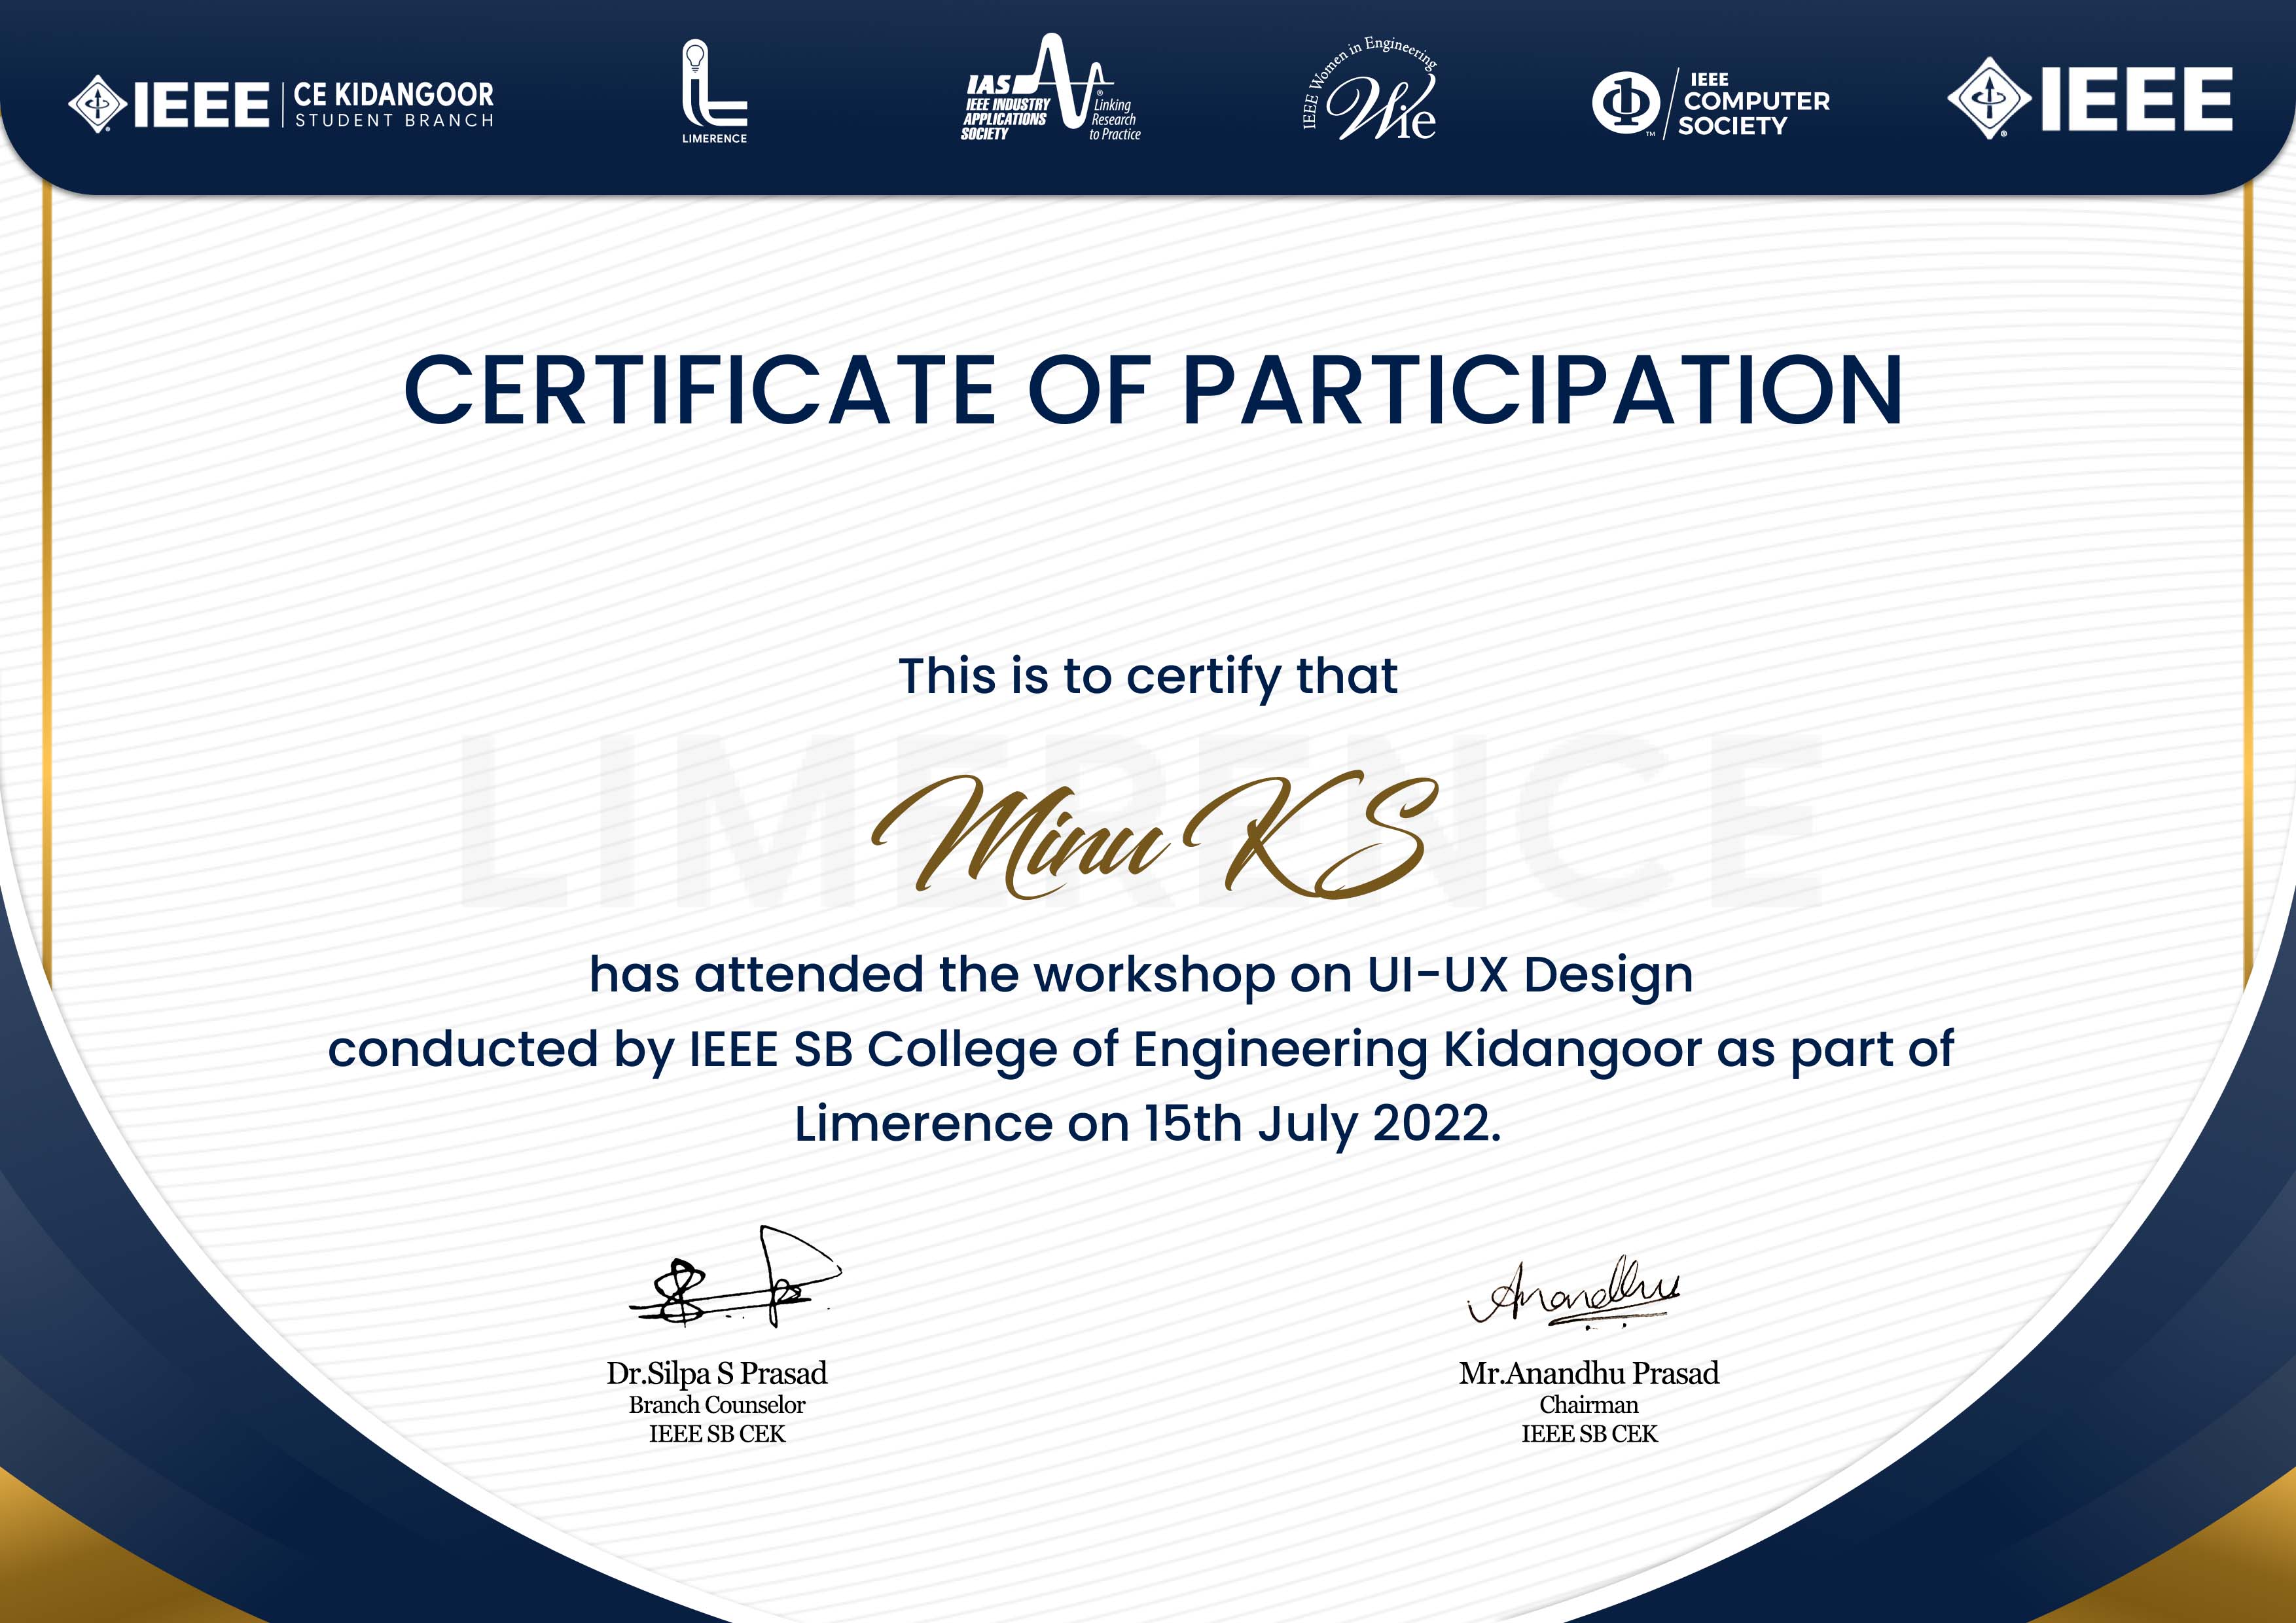 IEEE CE KIDANGOOR
STUDENT BRANCH
LIMERENCE
IAS
IEEE INDUSTRY
APPLICATIONS
SOCIETY
®
Linking
Research
to Practice
IEEE Women in Engineering
WIe
TM
IEEE
COMPUTER
SOCIETY
IEEE
CERTIFICATE OF PARTICIPATION
This is to certify that
LIMERENCE
Minu KS
has attended the workshop on UI-UX Design
conducted by IEEE SB College of Engineering Kidangoor as part of
Limerence on 15th July 2022.
Anandhu
Dr.Silpa S Prasad
Branch Counselor
IEEE SB CEK
Mr.Anandhu Prasad
Chairman
IEEE SB CEK